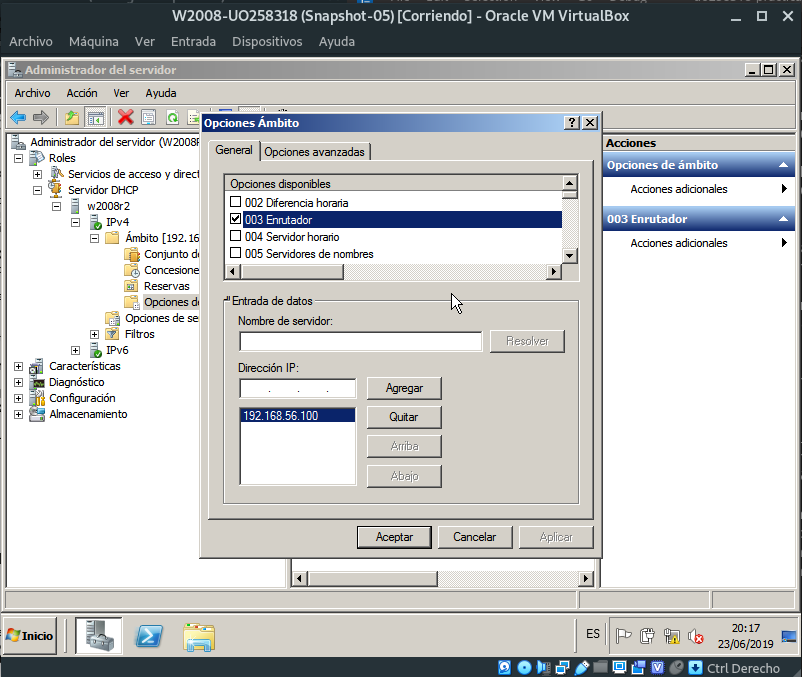 W2008-UO258318 (Snapshot-05) [Corriendo] - Oracle VM VirtualBox
Archivo Máquina Ver Entrada Dispositivos Ayuda
Administrador del servidor
Archivo Acción Ver Ayuda
Administrador del servidor (W2008R
Roles
Servicios de acceso y direct
Servidor DHCP
w2008r2
IPv4
Ámbito [192.16
Conjunto de
Concesione
Reservas
Opciones de
Opciones de se
Filtros
IPv6
Características
Diagnóstico
Configuración
Almacenamiento
Opciones Ámbito
General Opciones avanzadas
Opciones disponibles
002 Diferencia horaria
003 Enrutador
004 Servidor horario
005 Servidores de nombres
Entrada de datos
Nombre de servidor:
Resolver
Dirección IP:
. . .
Agregar
192.168.56.100
Quitar
Arriba
Abajo
Aceptar Cancelar Aplicar
Acciones
Opciones de ámbito
Acciones adicionales
003 Enrutador
Acciones adicionales
Inicio
ES
20:17
23/06/2019
Ctrl Derecho